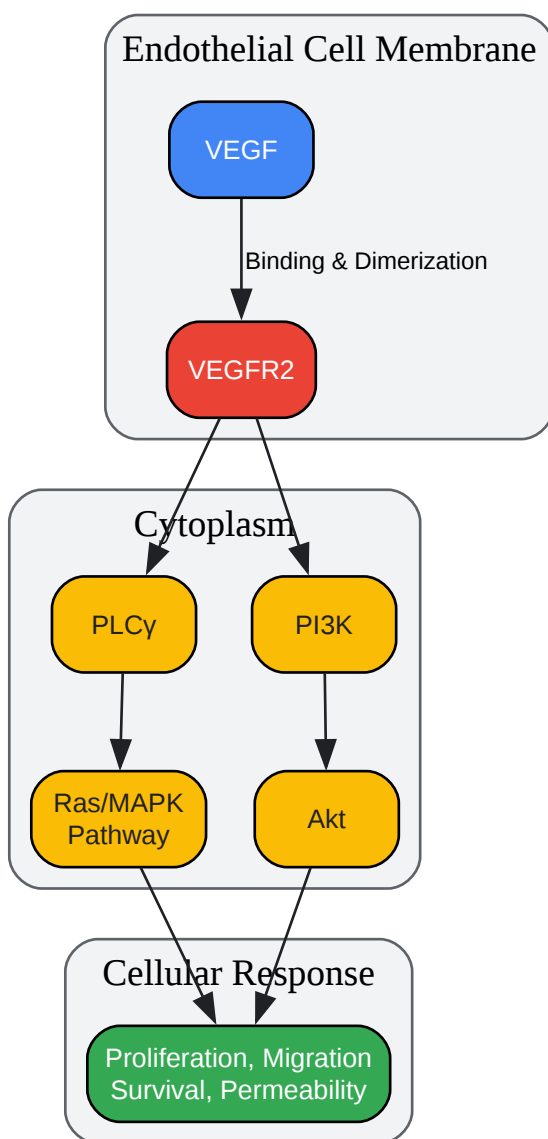 Endothelial Cell Membrane
VEGF
Binding & Dimerization
VEGFR2
Cytoplasm
PLCγ
PI3K
Ras/MAPK
Pathway
Akt
Cellular Response
Proliferation, Migration
Survival, Permeability